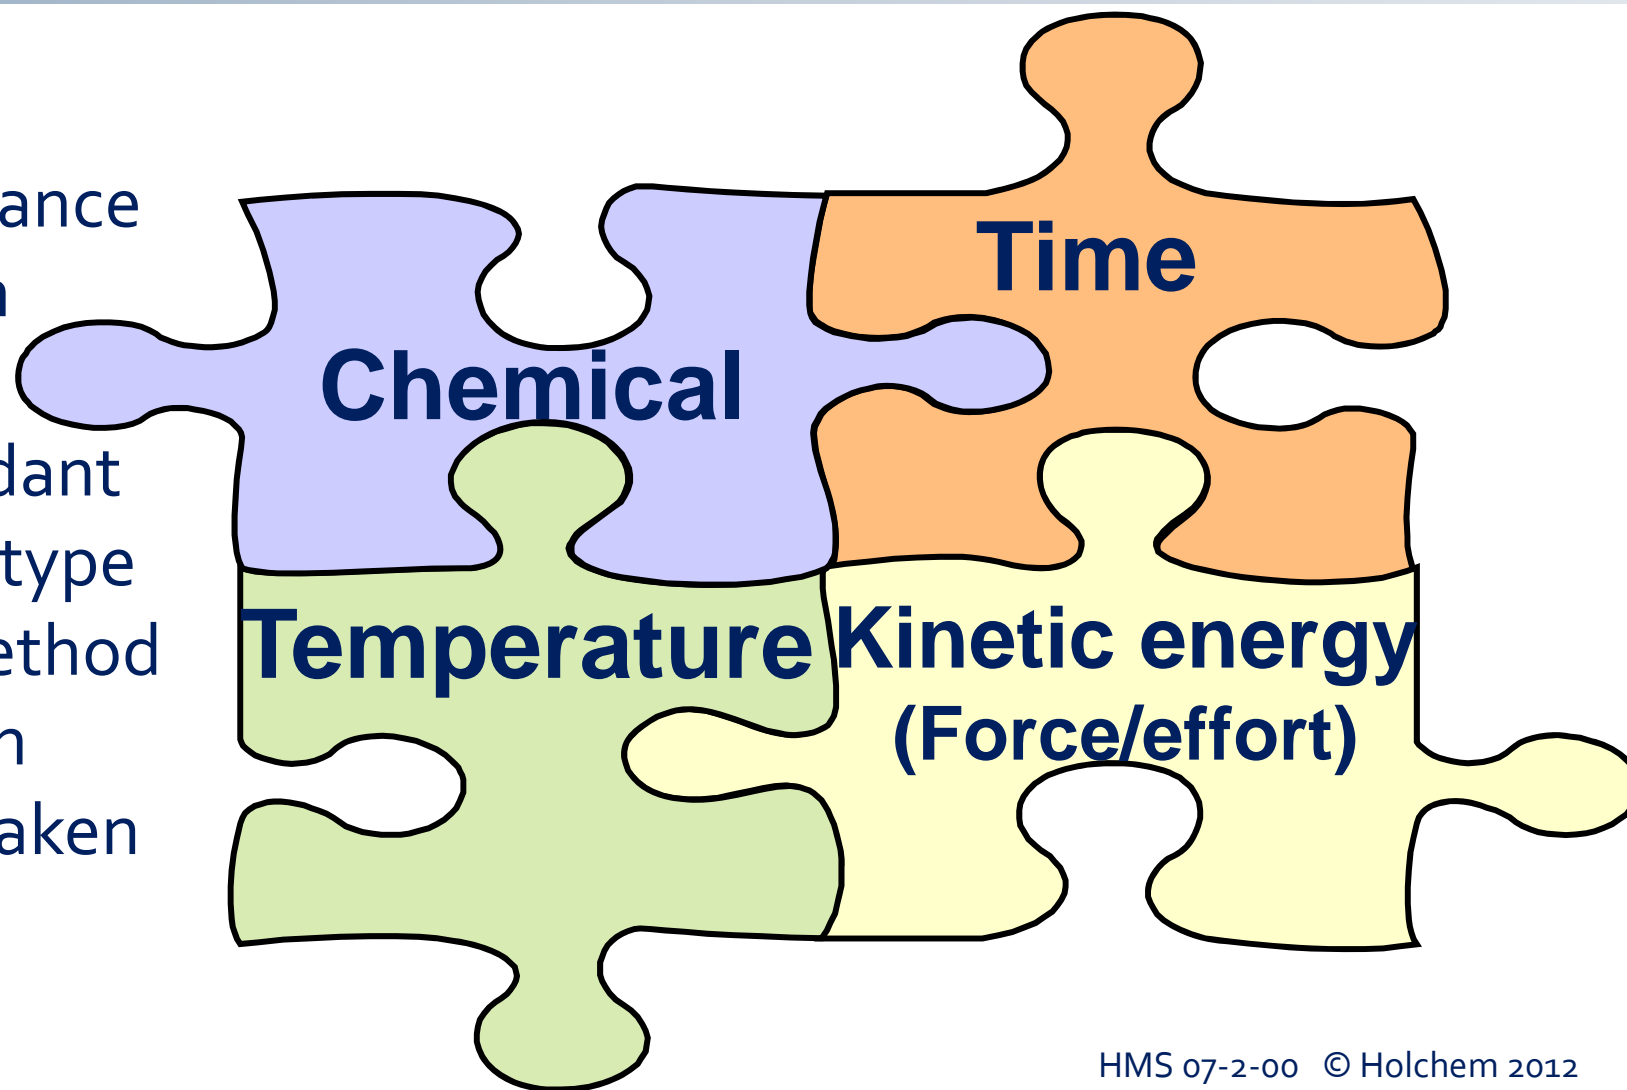 ance
n
dant
type
ethod
n
aken
Chemical
Time
Temperature
Kinetic energy
(Force/effort)
HMS 07-2-00 © Holchem 2012